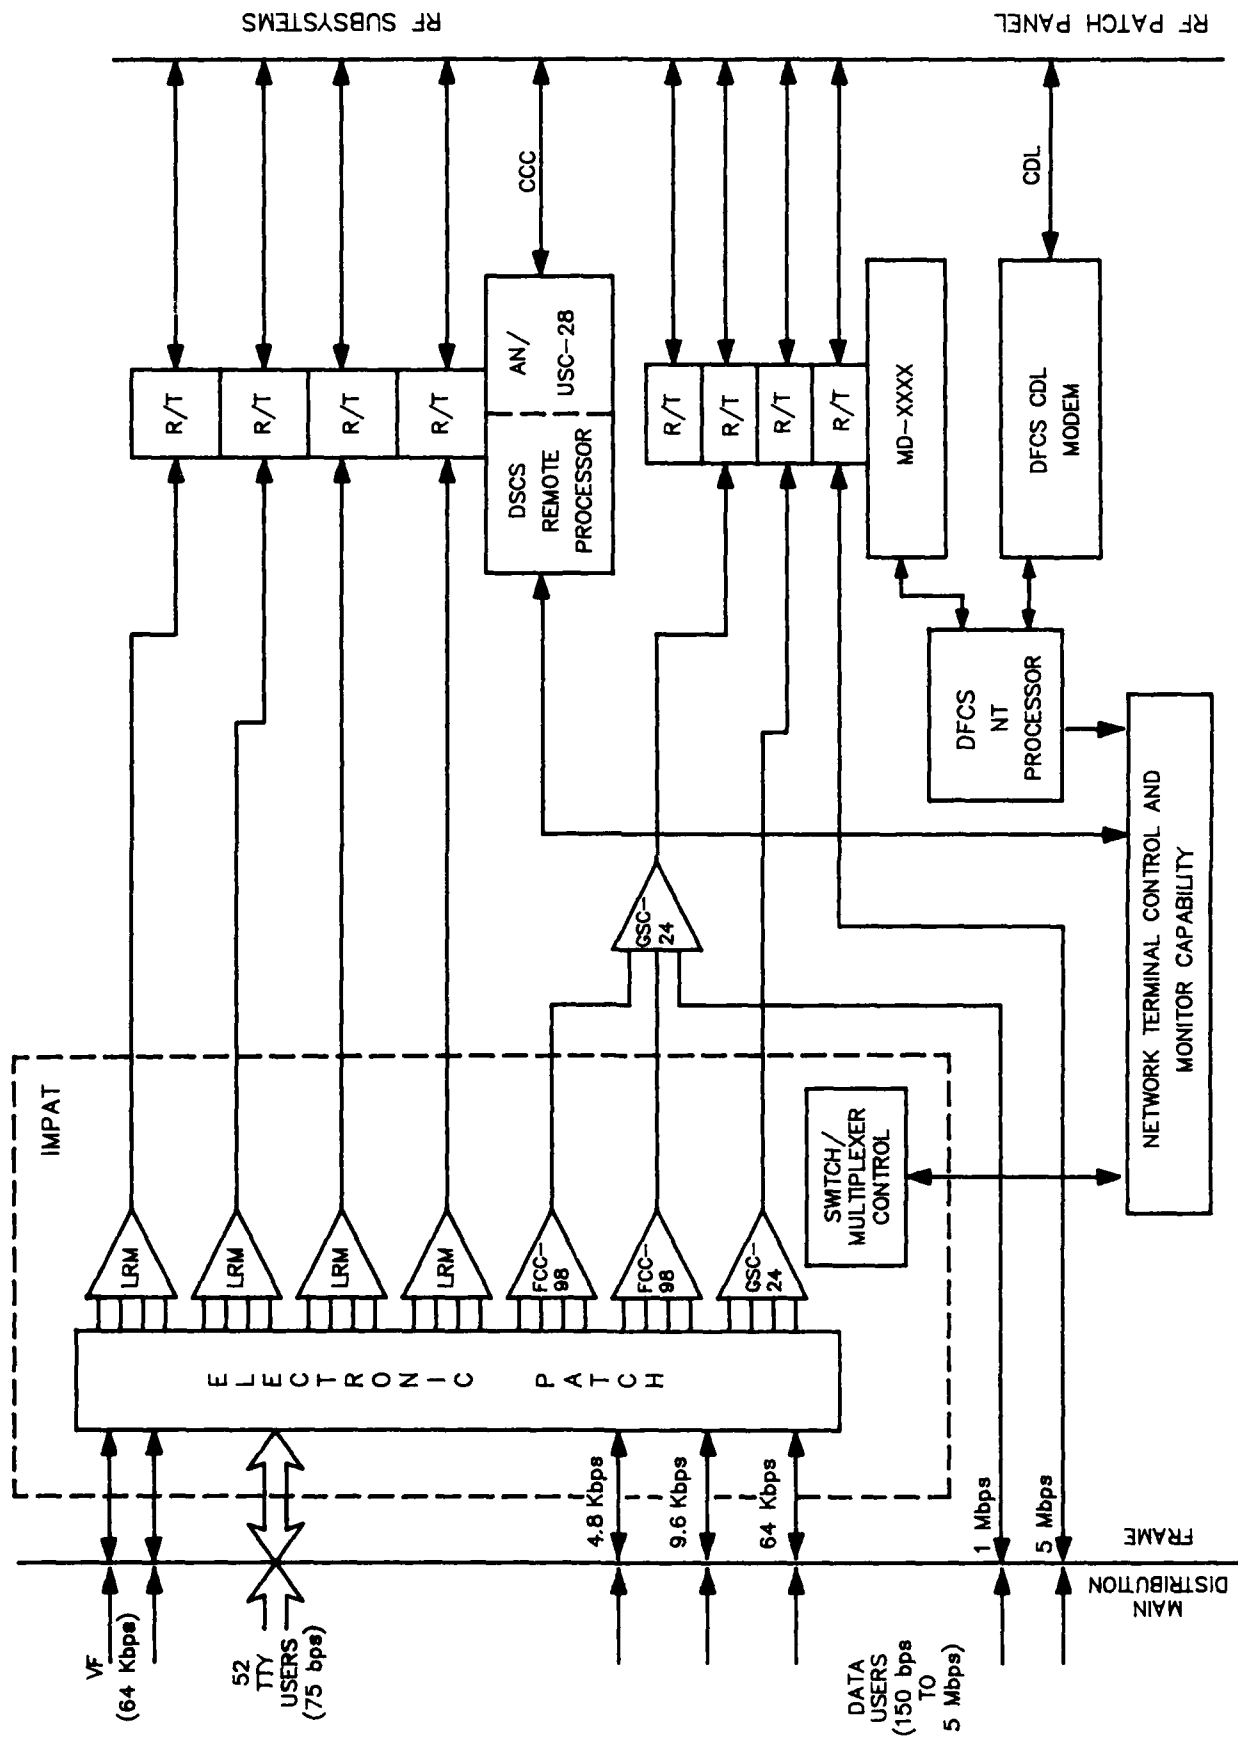 VF
(64 Kbps)
52
TTY
USERS
(75 bps)
DATA
USERS
(150 bps
TO
5 Mbps)
MAIN
DISTRIBUTION
FRAME
4.8 Kbps
9.6 Kbps
64 Kbps
1 Mbps
5 Mbps
IMPAT
ELECTRONIC PATCH
LRM
LRM
LRM
LRM
FCC-
98
FCC-
98
GSC-
24
SWITCH/
MULTIPLEXER
CONTROL
GSC-
24
NETWORK TERMINAL CONTROL AND
MONITOR CAPABILITY
DFCS
NT
PROCESSOR
R/T
R/T
R/T
R/T
DSCS
REMOTE
PROCESSOR
AN/
USC-28
R/T
R/T
R/T
R/T
MD-XXXX
DFCS CDL
MODEM
CCC
CDL
RF SUBSYSTEMS
RF PATCH PANEL